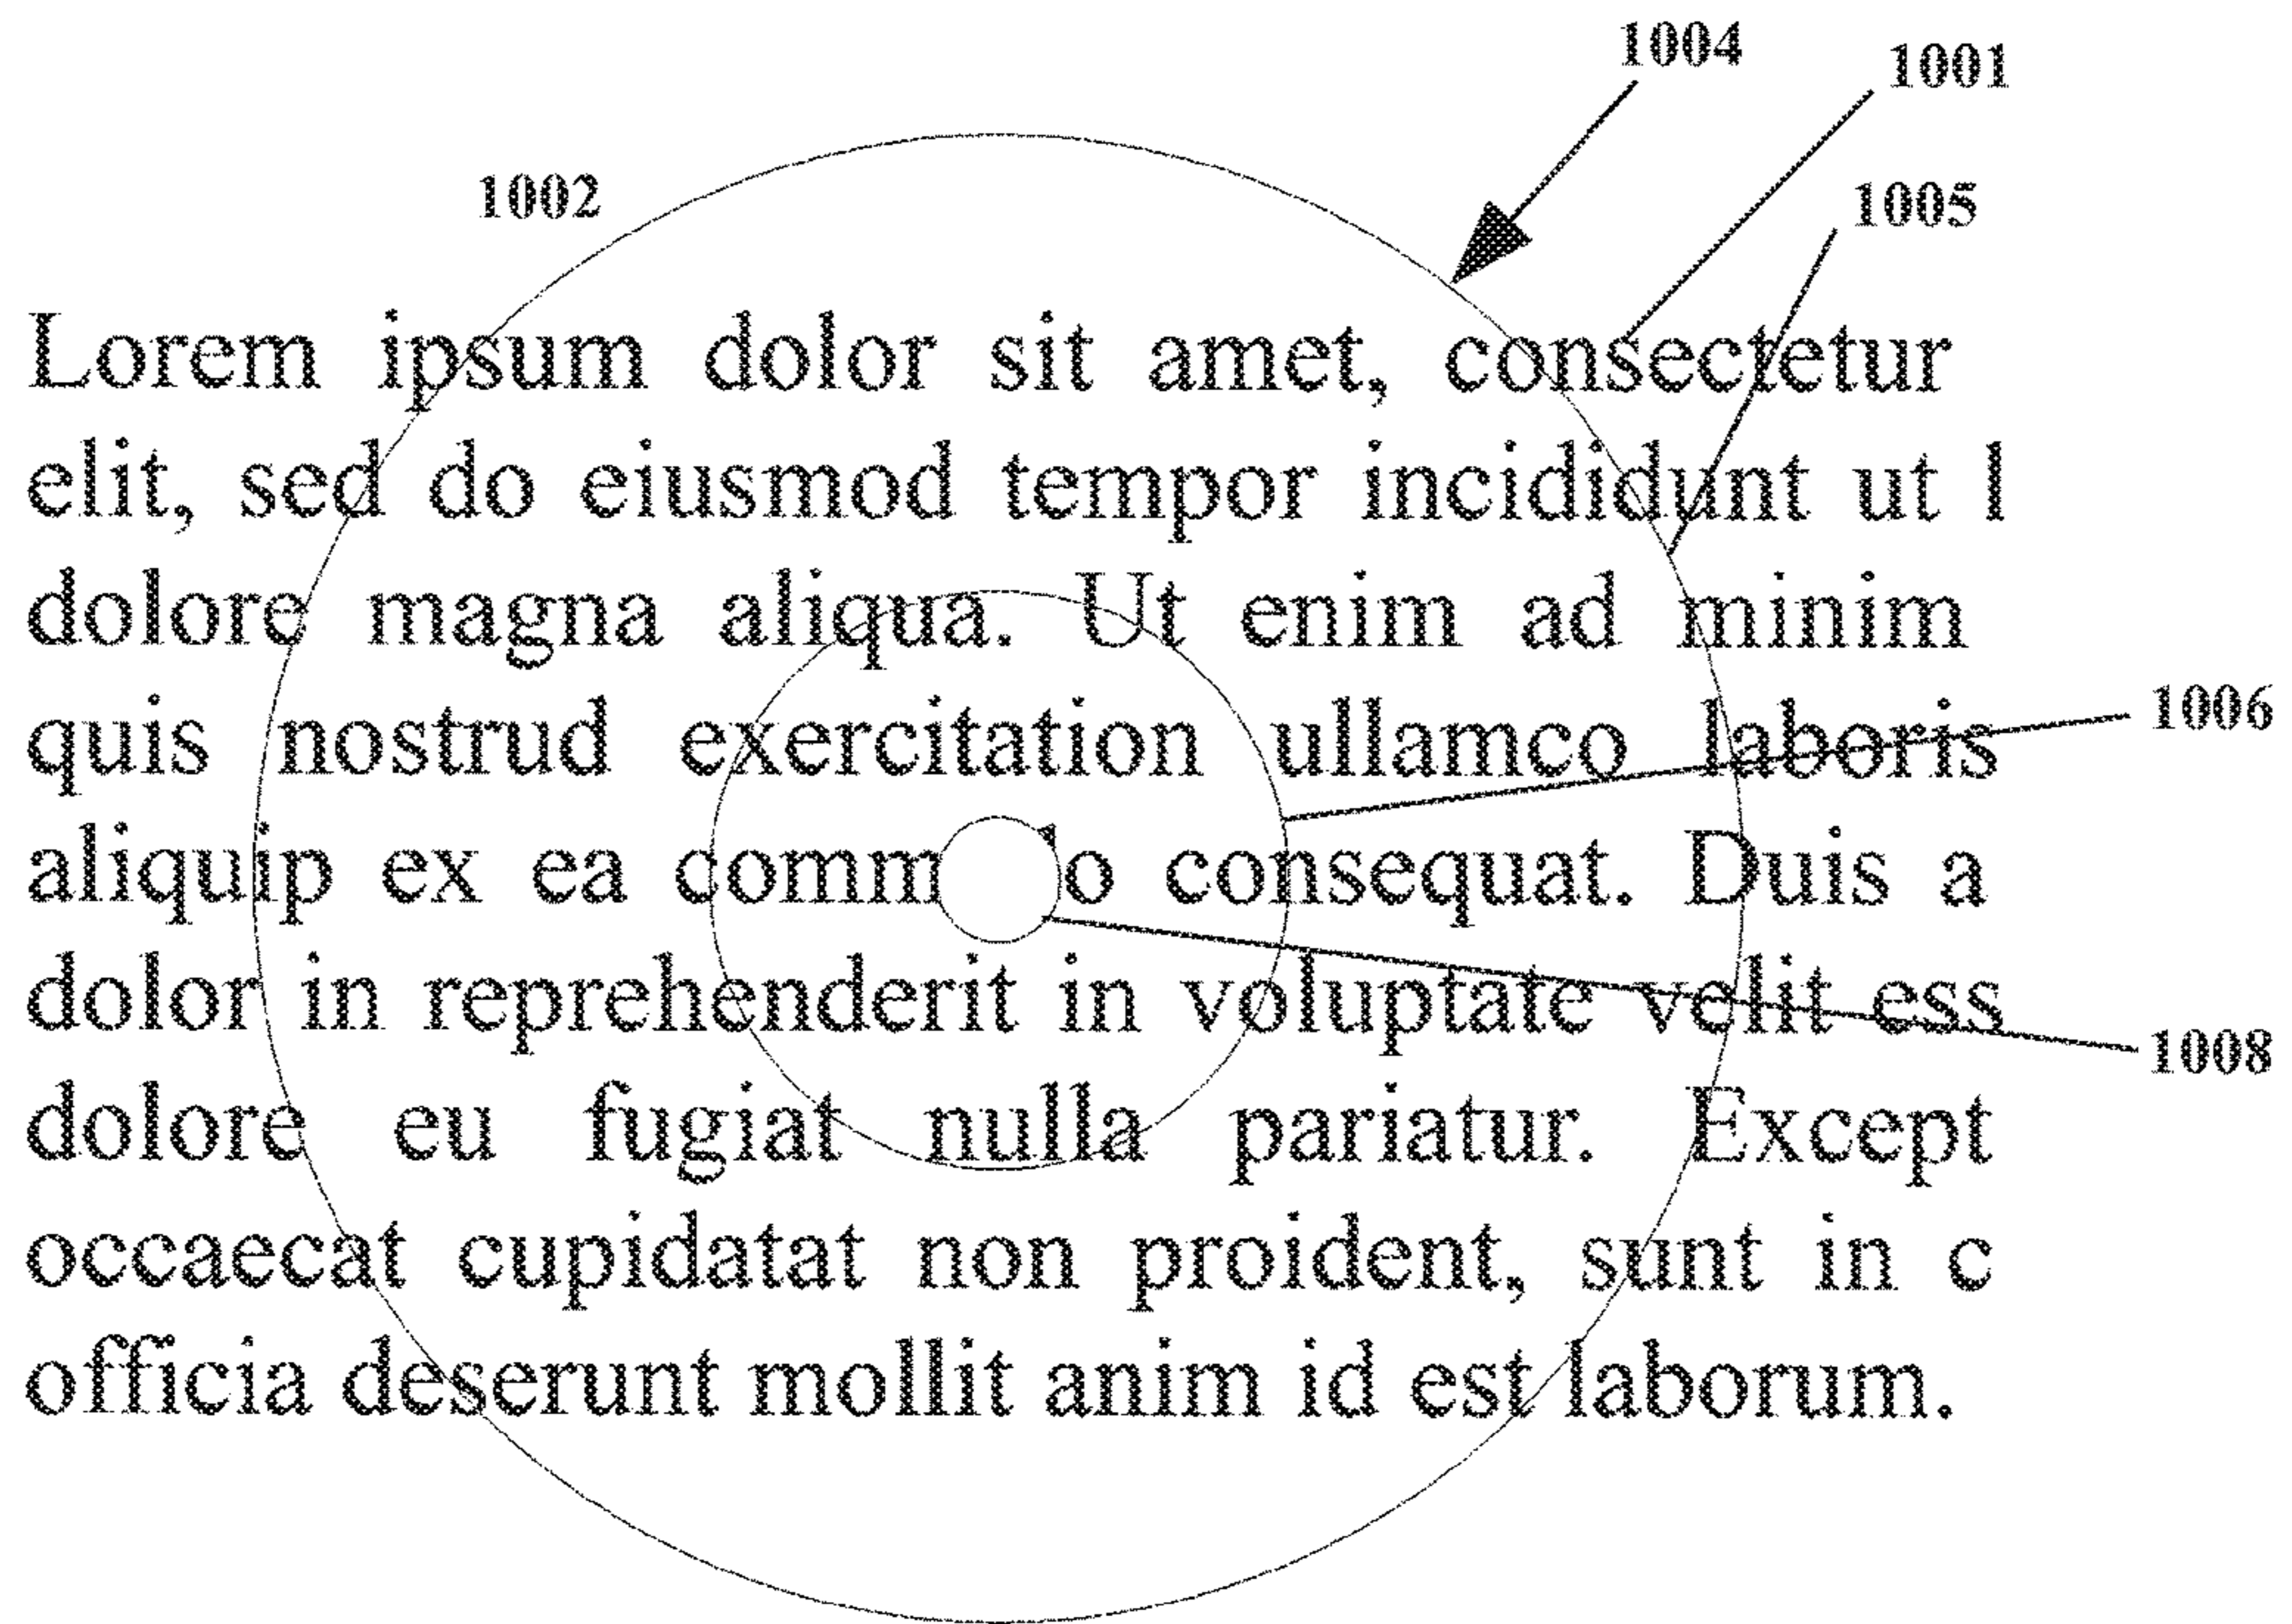 1004
1001
1002
1005
Lorem ipsum dolor sit amet, consectetur
elit, sed do eiusmod tempor incididunt ut l
dolore magna aliqua. Ut enim ad minim
quis nostrud exercitation ullamco laboris
1006
aliquip ex ea comm do consequat. Duis a
dolor in reprehenderit in voluptate velit ess
1008
dolore eu fugiat nulla pariatur. Except
occaecat cupidatat non proident, sunt in c
officia deserunt mollit anim id est laborum.